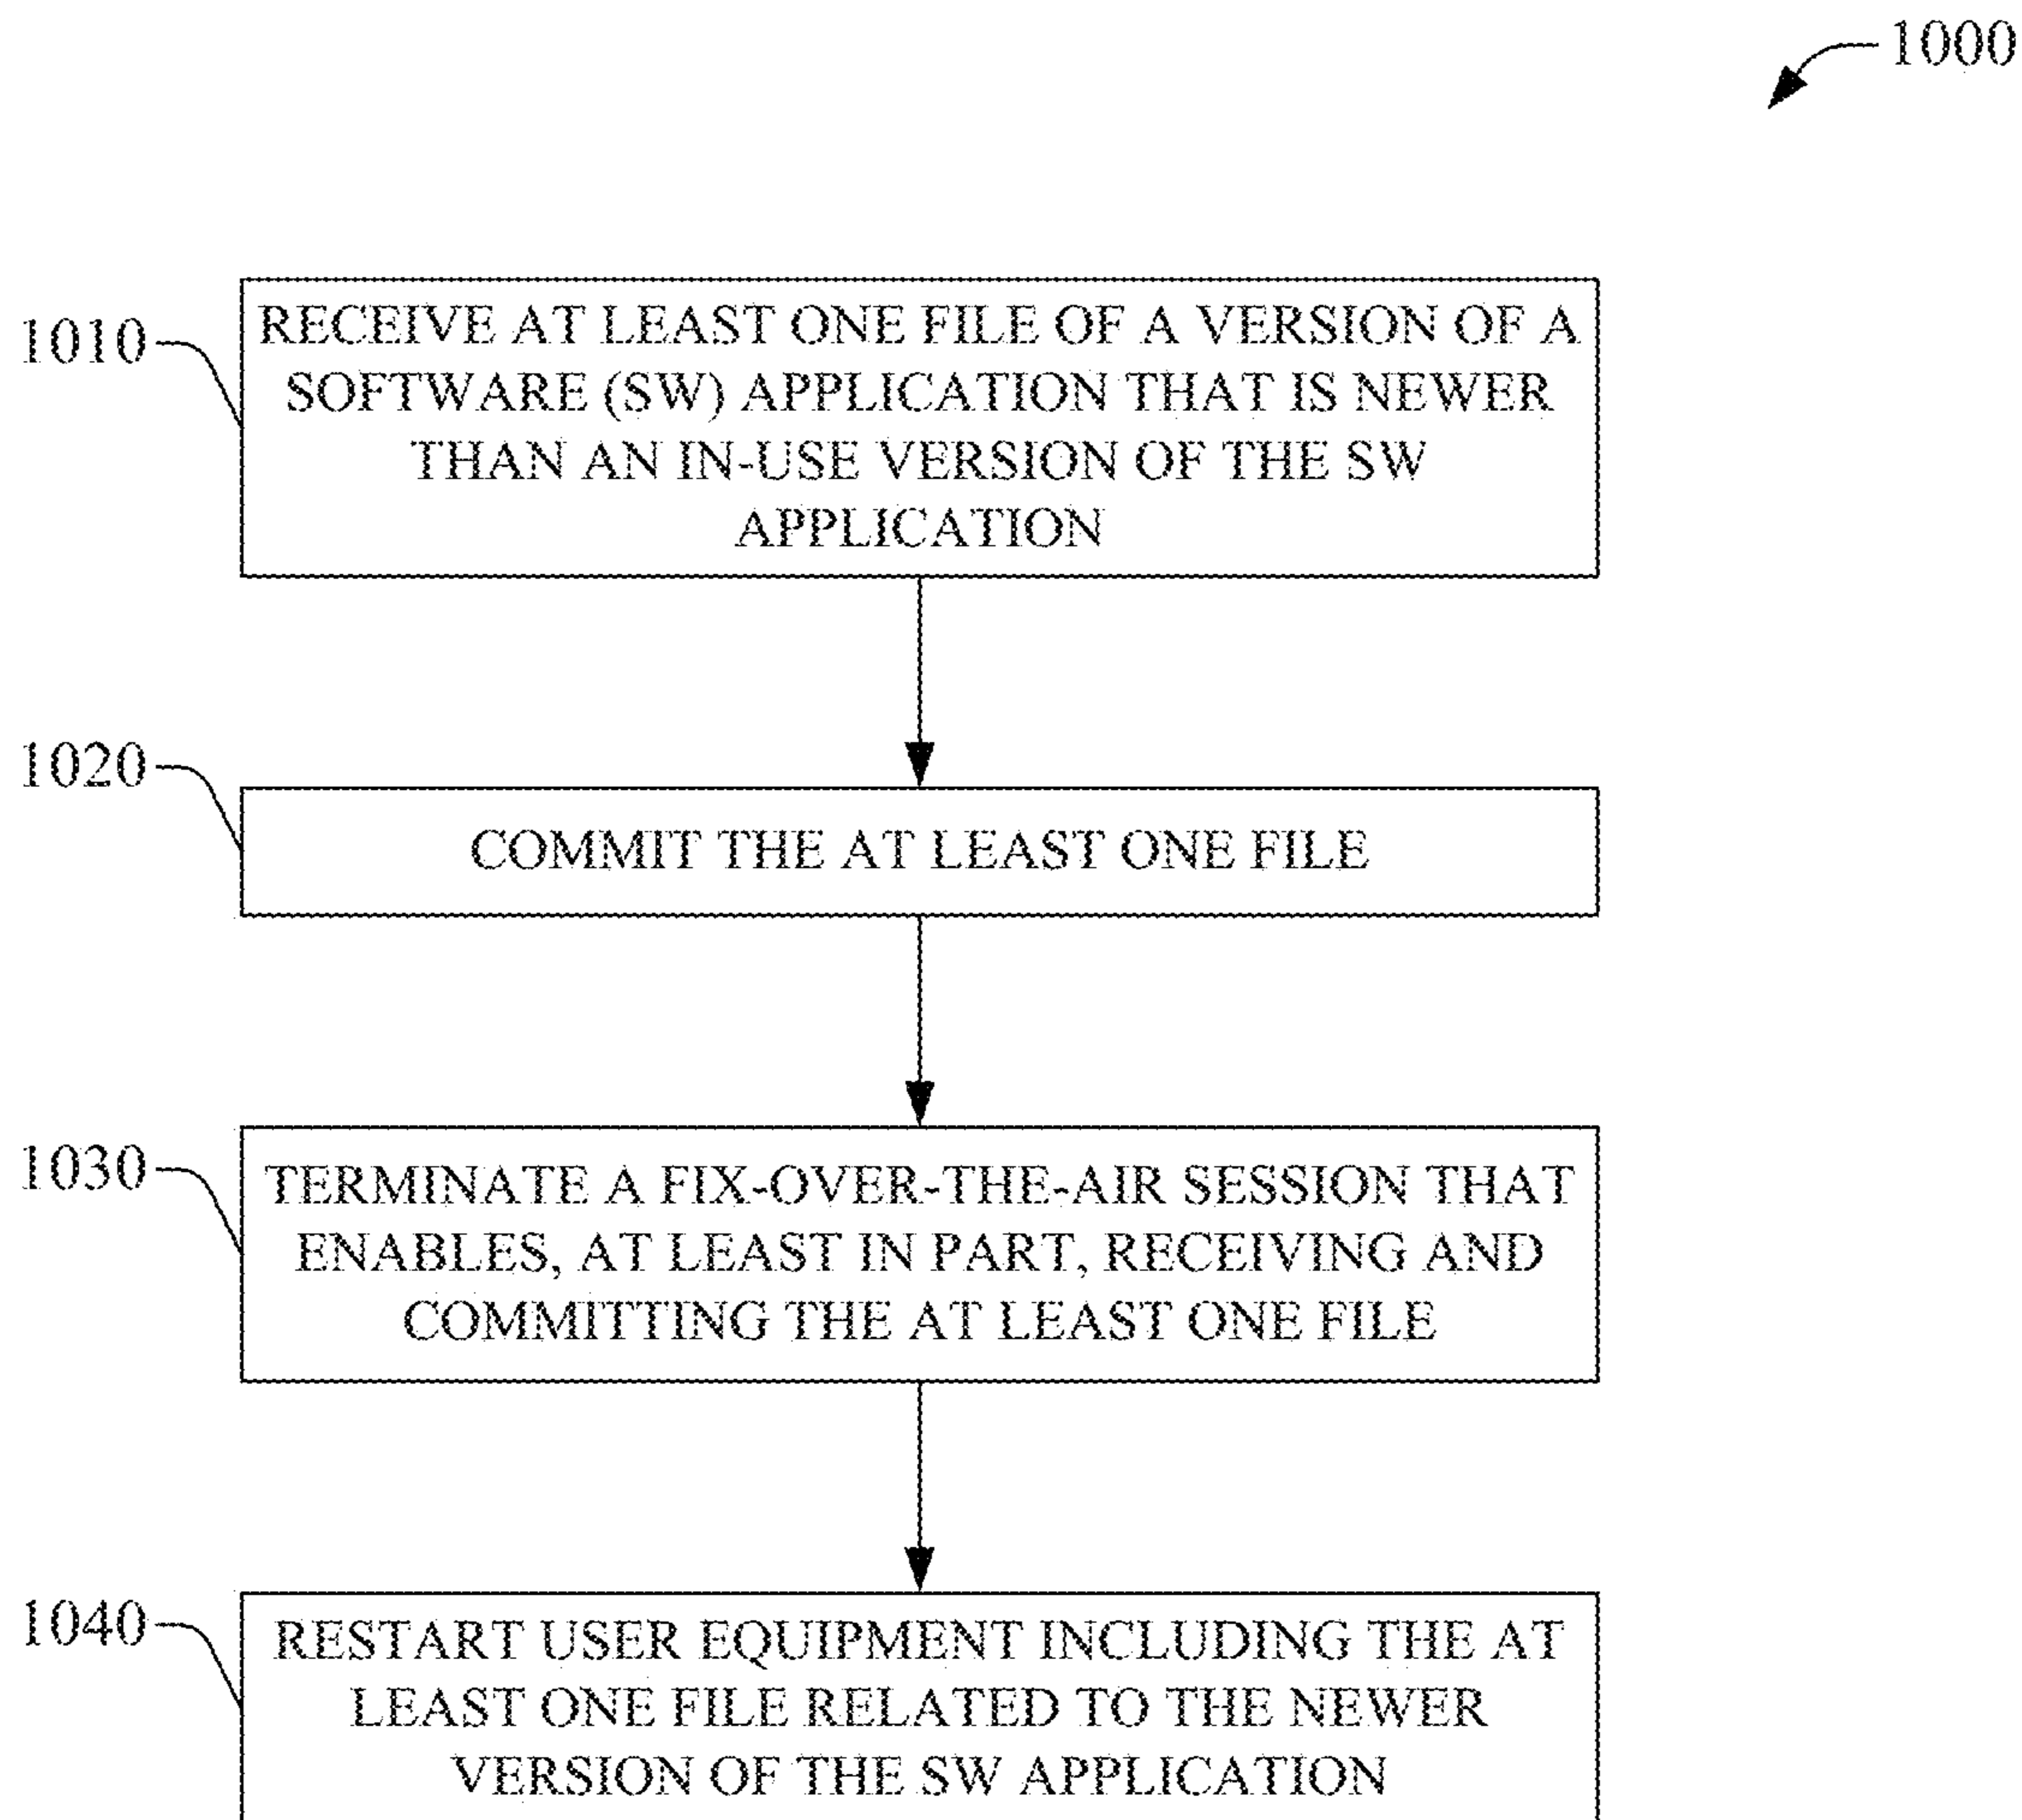 1000
1010
RECEIVE AT LEAST ONE FILE OF A VERSION OF A
SOFTWARE (SW) APPLICATION THAT IS NEWER
THAN AN IN-USE VERSION OF THE SW
APPLICATION
1020
COMMIT THE AT LEAST ONE FILE
1030
TERMINATE A FIX-OVER-THE-AIR SESSION THAT
ENABLES, AT LEAST IN PART, RECEIVING AND
COMMITTING THE AT LEAST ONE FILE
1040
RESTART USER EQUIPMENT INCLUDING THE AT
LEAST ONE FILE RELATED TO THE NEWER
VERSION OF THE SW APPLICATION